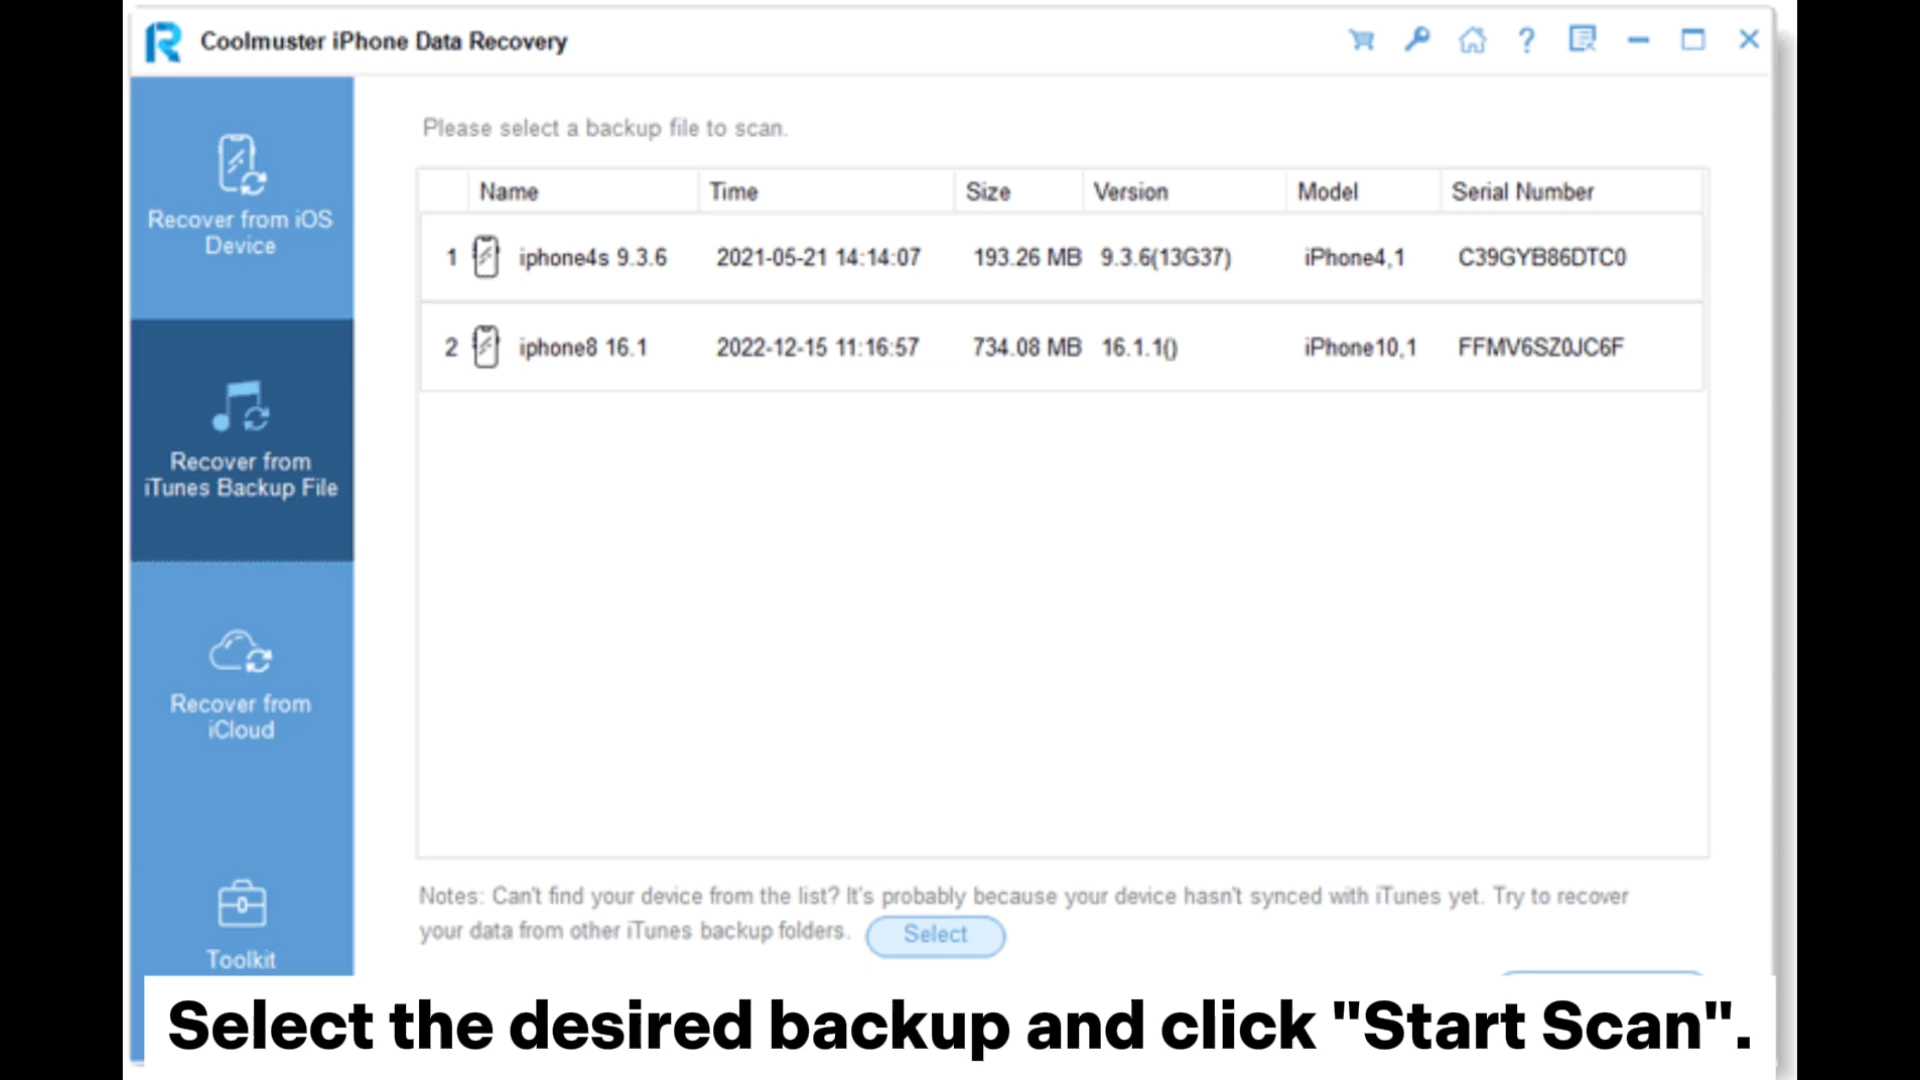 Coolmuster iPhone Data Recovery
Recover from iOS
Device
Recover from
iTunes Backup File
Recover from
iCloud
Toolkit
Please select a backup file to scan.
Name Time Size Version Model Serial Number
1 iphone4s 9.3.6 2021-05-21 14:14:07 193.26 MB 9.3.6(13G37) iPhone4,1 C39GYB86DTC0
2 iphone8 16.1 2022-12-15 11:16:57 734.08 MB 16.1.1() iPhone10,1 FFMV6SZ0JC6F
Notes: Can't find your device from the list? It's probably because your device hasn't synced with iTunes yet. Try to recover
your data from other iTunes backup folders. Select
Select the desired backup and click "Start Scan".